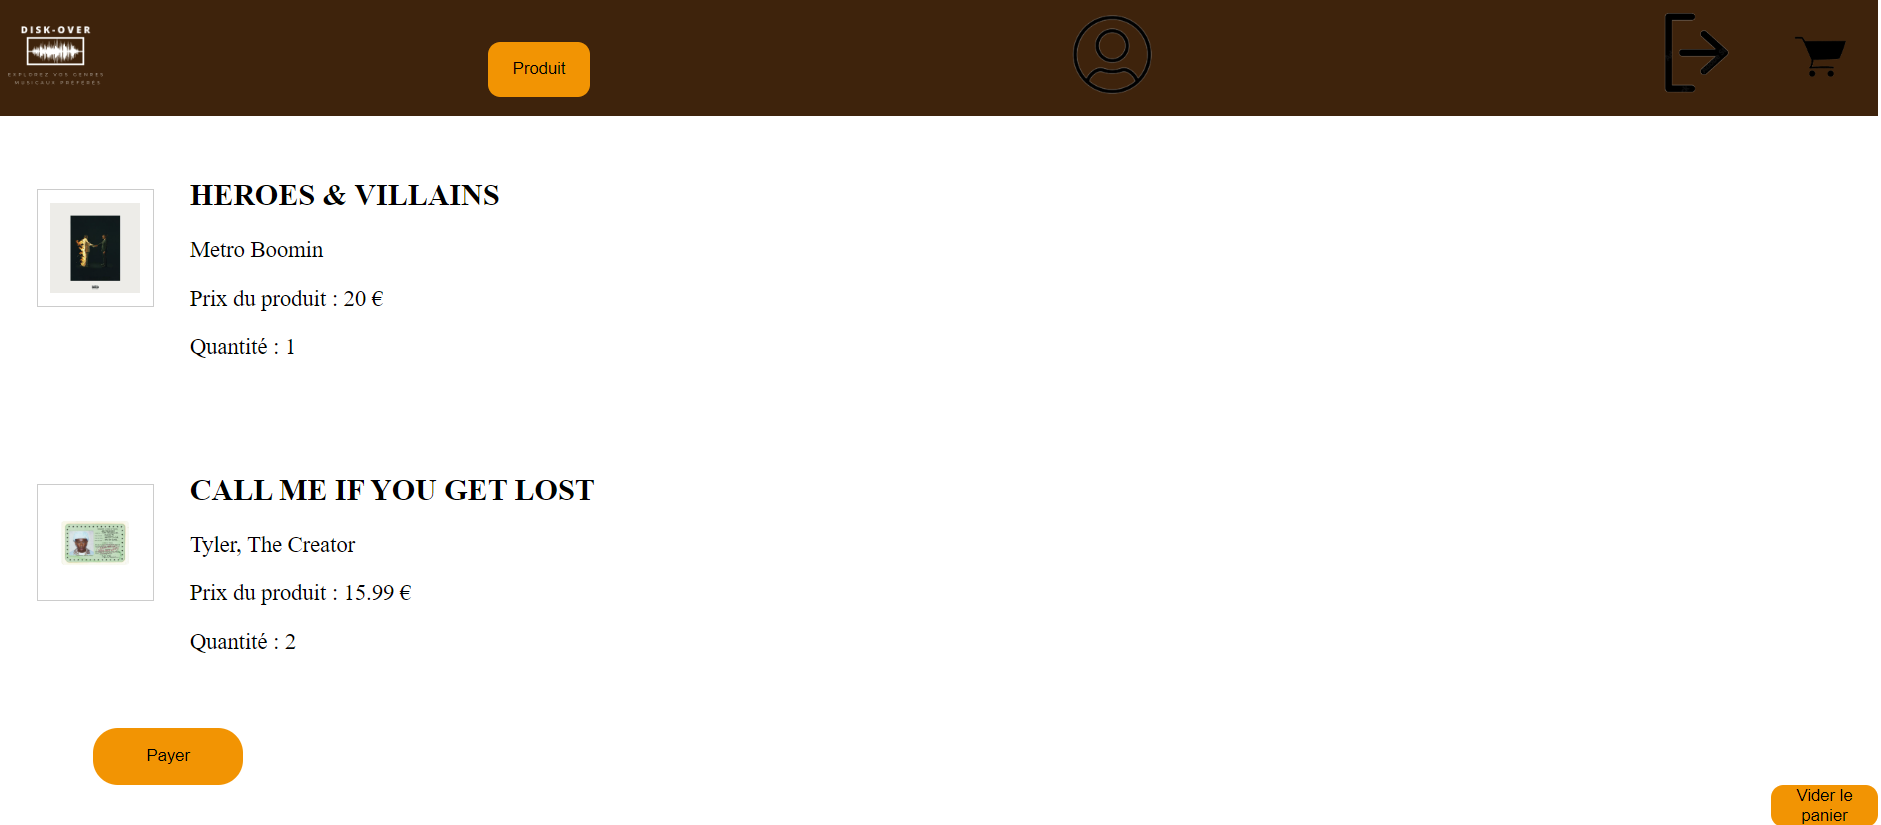 DISK-OVER
EXPLOREZ VOS GENRES
MUSICAUX PRÉFÉRÉS
Produit
HEROES & VILLAINS
Metro Boomin
Prix du produit : 20 €
Quantité : 1
CALL ME IF YOU GET LOST
Tyler, The Creator
Prix du produit : 15.99 €
Quantité : 2
Payer
Vider le
panier